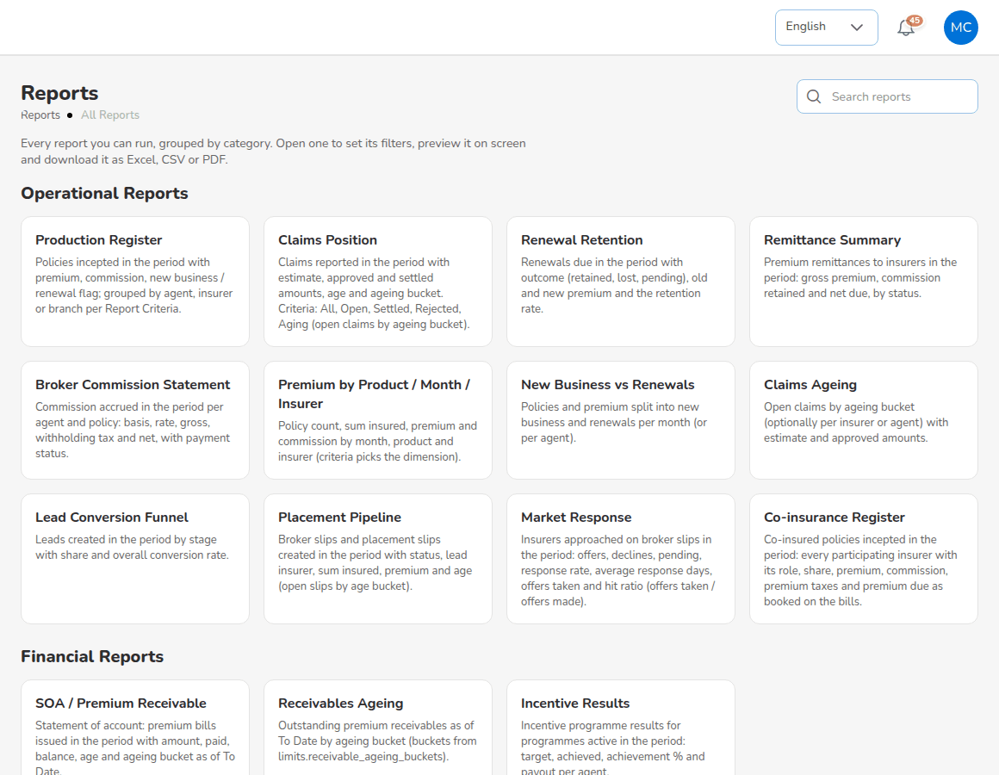 English
45
MC
Reports
Reports • All Reports
Search reports
Every report you can run, grouped by category. Open one to set its filters, preview it on screen
and download it as Excel, CSV or PDF.
Operational Reports
Production Register
Policies incepted in the period with
premium, commission, new business /
renewal flag; grouped by agent, insurer
or branch per Report Criteria.
Claims Position
Claims reported in the period with
estimate, approved and settled
amounts, age and ageing bucket.
Criteria: All, Open, Settled, Rejected,
Aging (open claims by ageing bucket).
Renewal Retention
Renewals due in the period with
outcome (retained, lost, pending), old
and new premium and the retention
rate.
Remittance Summary
Premium remittances to insurers in the
period: gross premium, commission
retained and net due, by status.
Broker Commission Statement
Commission accrued in the period per
agent and policy: basis, rate, gross,
withholding tax and net, with payment
status.
Premium by Product / Month /
Insurer
Policy count, sum insured, premium and
commission by month, product and
insurer (criteria picks the dimension).
New Business vs Renewals
Policies and premium split into new
business and renewals per month (or
per agent).
Claims Ageing
Open claims by ageing bucket
(optionally per insurer or agent) with
estimate and approved amounts.
Lead Conversion Funnel
Leads created in the period by stage
with share and overall conversion rate.
Placement Pipeline
Broker slips and placement slips
created in the period with status, lead
insurer, sum insured, premium and age
(open slips by age bucket).
Market Response
Insurers approached on broker slips in
the period: offers, declines, pending,
response rate, average response days,
offers taken and hit ratio (offers taken /
offers made).
Co-insurance Register
Co-insured policies incepted in the
period: every participating insurer with
its role, share, premium, commission,
premium taxes and premium due as
booked on the bills.
Financial Reports
SOA / Premium Receivable
Statement of account: premium bills
issued in the period with amount, paid,
balance, age and ageing bucket as of To
Date.
Receivables Ageing
Outstanding premium receivables as of
To Date by ageing bucket (buckets from
limits.receivable_ageing_buckets).
Incentive Results
Incentive programme results for
programmes active in the period:
target, achieved, achievement % and
payout per agent.